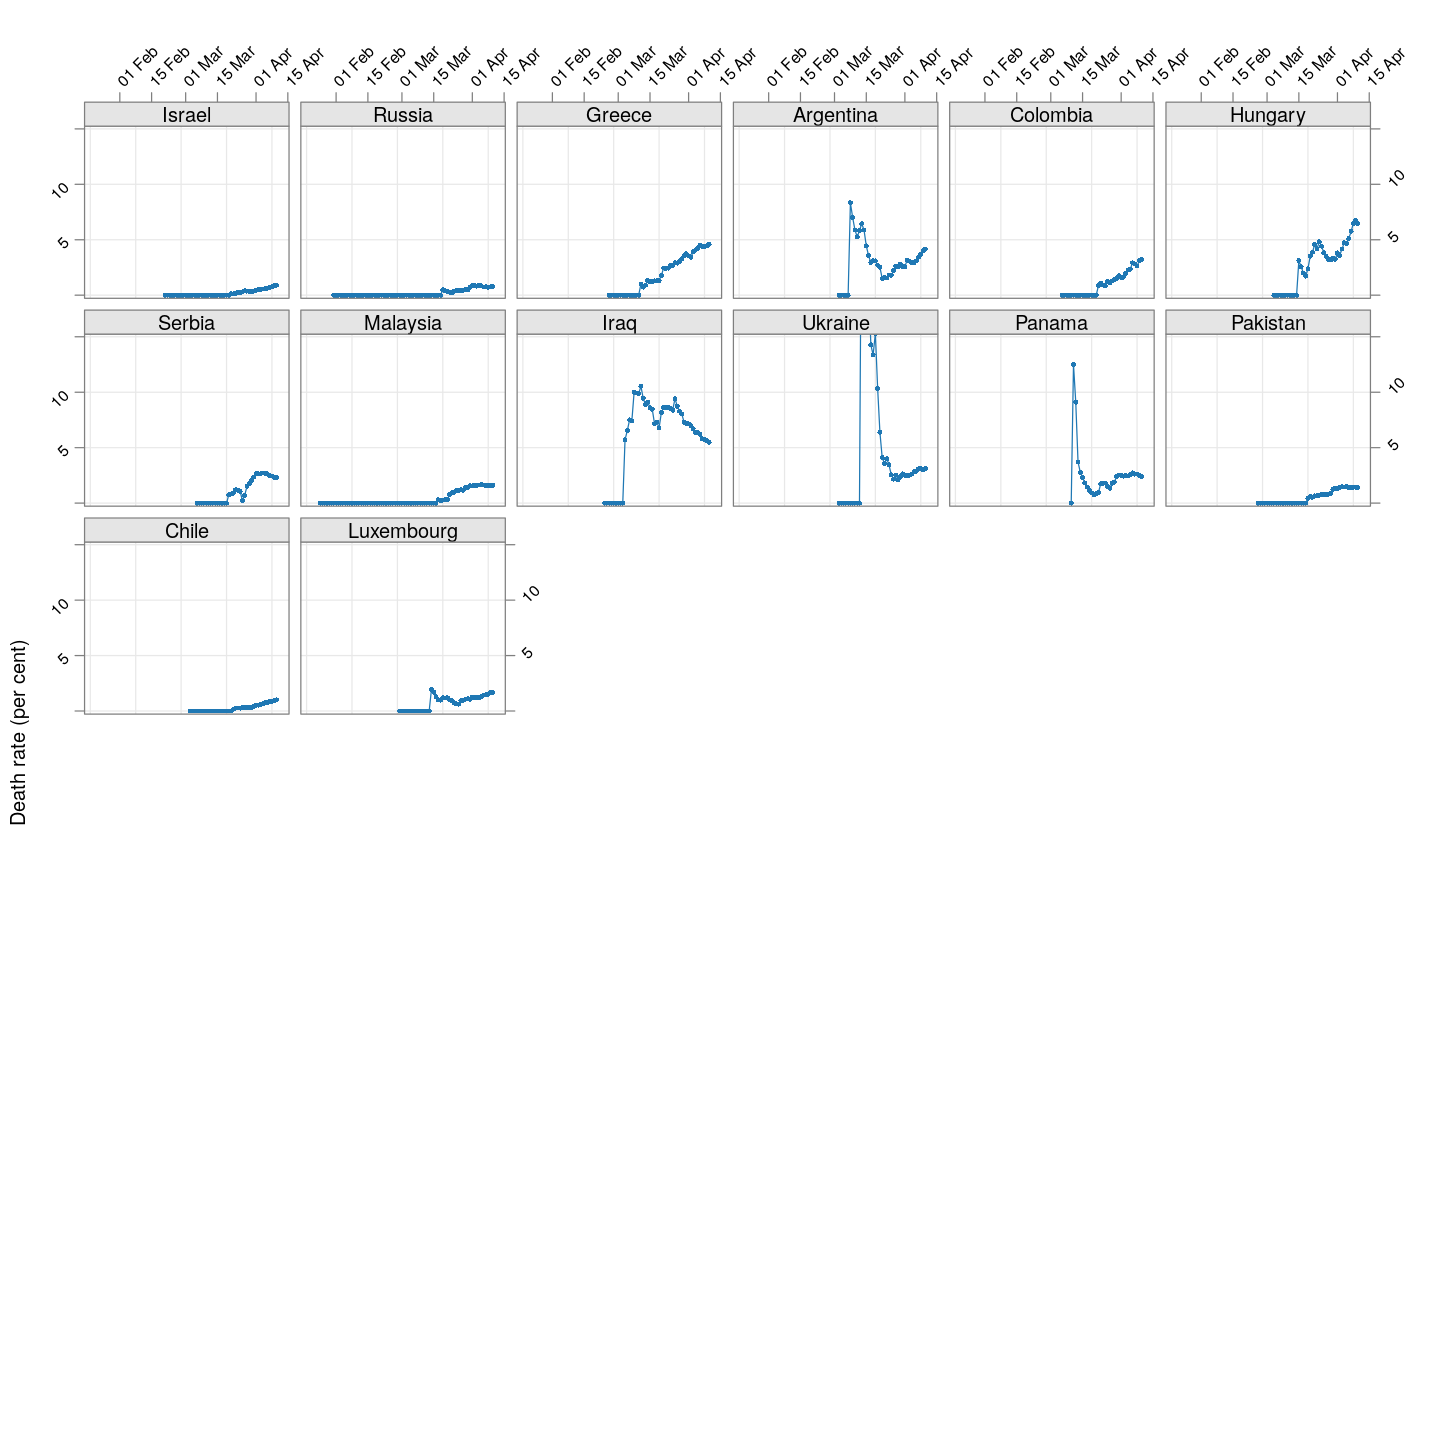 01 Feb 15 Feb 01 Mar 15 Mar 01 Apr 15 Apr 01 Feb 15 Feb 01 Mar 15 Mar 01 Apr 15 Apr 01 Feb 15 Feb 01 Mar 15 Mar 01 Apr 15 Apr 01 Feb 15 Feb 01 Mar 15 Mar 01 Apr 15 Apr 01 Feb 15 Feb 01 Mar 15 Mar 01 Apr 15 Apr 01 Feb 15 Feb 01 Mar 15 Mar 01 Apr 15 Apr
Israel Russia Greece Argentina Colombia Hungary
10 10
5 5
Serbia Malaysia Iraq Ukraine Panama Pakistan
10 10
5 5
Chile Luxembourg
10 10
5 5
Death rate (per cent)